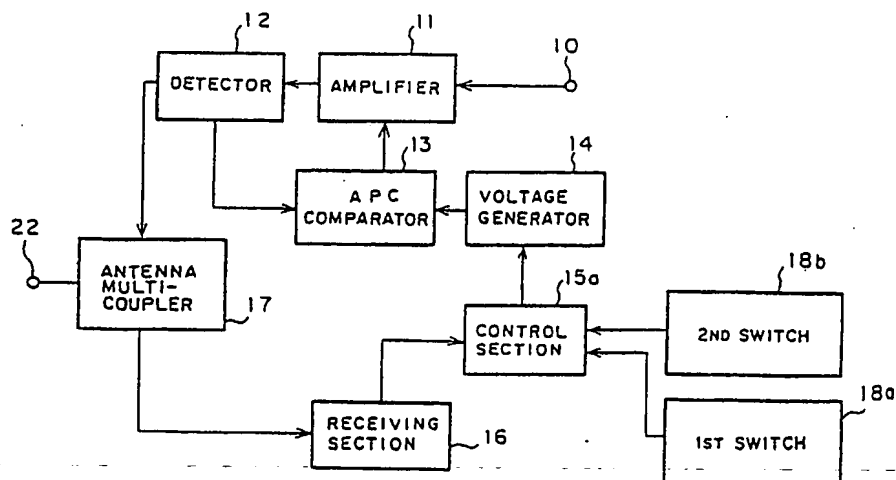 12
11
10
DETECTOR
AMPLIFIER
13
14
A P C
COMPARATOR
VOLTAGE
GENERATOR
22
ANTENNA
MULTI-
COUPLER
17
15a
18b
CONTROL
SECTION
2ND SWITCH
18a
RECEIVING
SECTION
16
1ST SWITCH